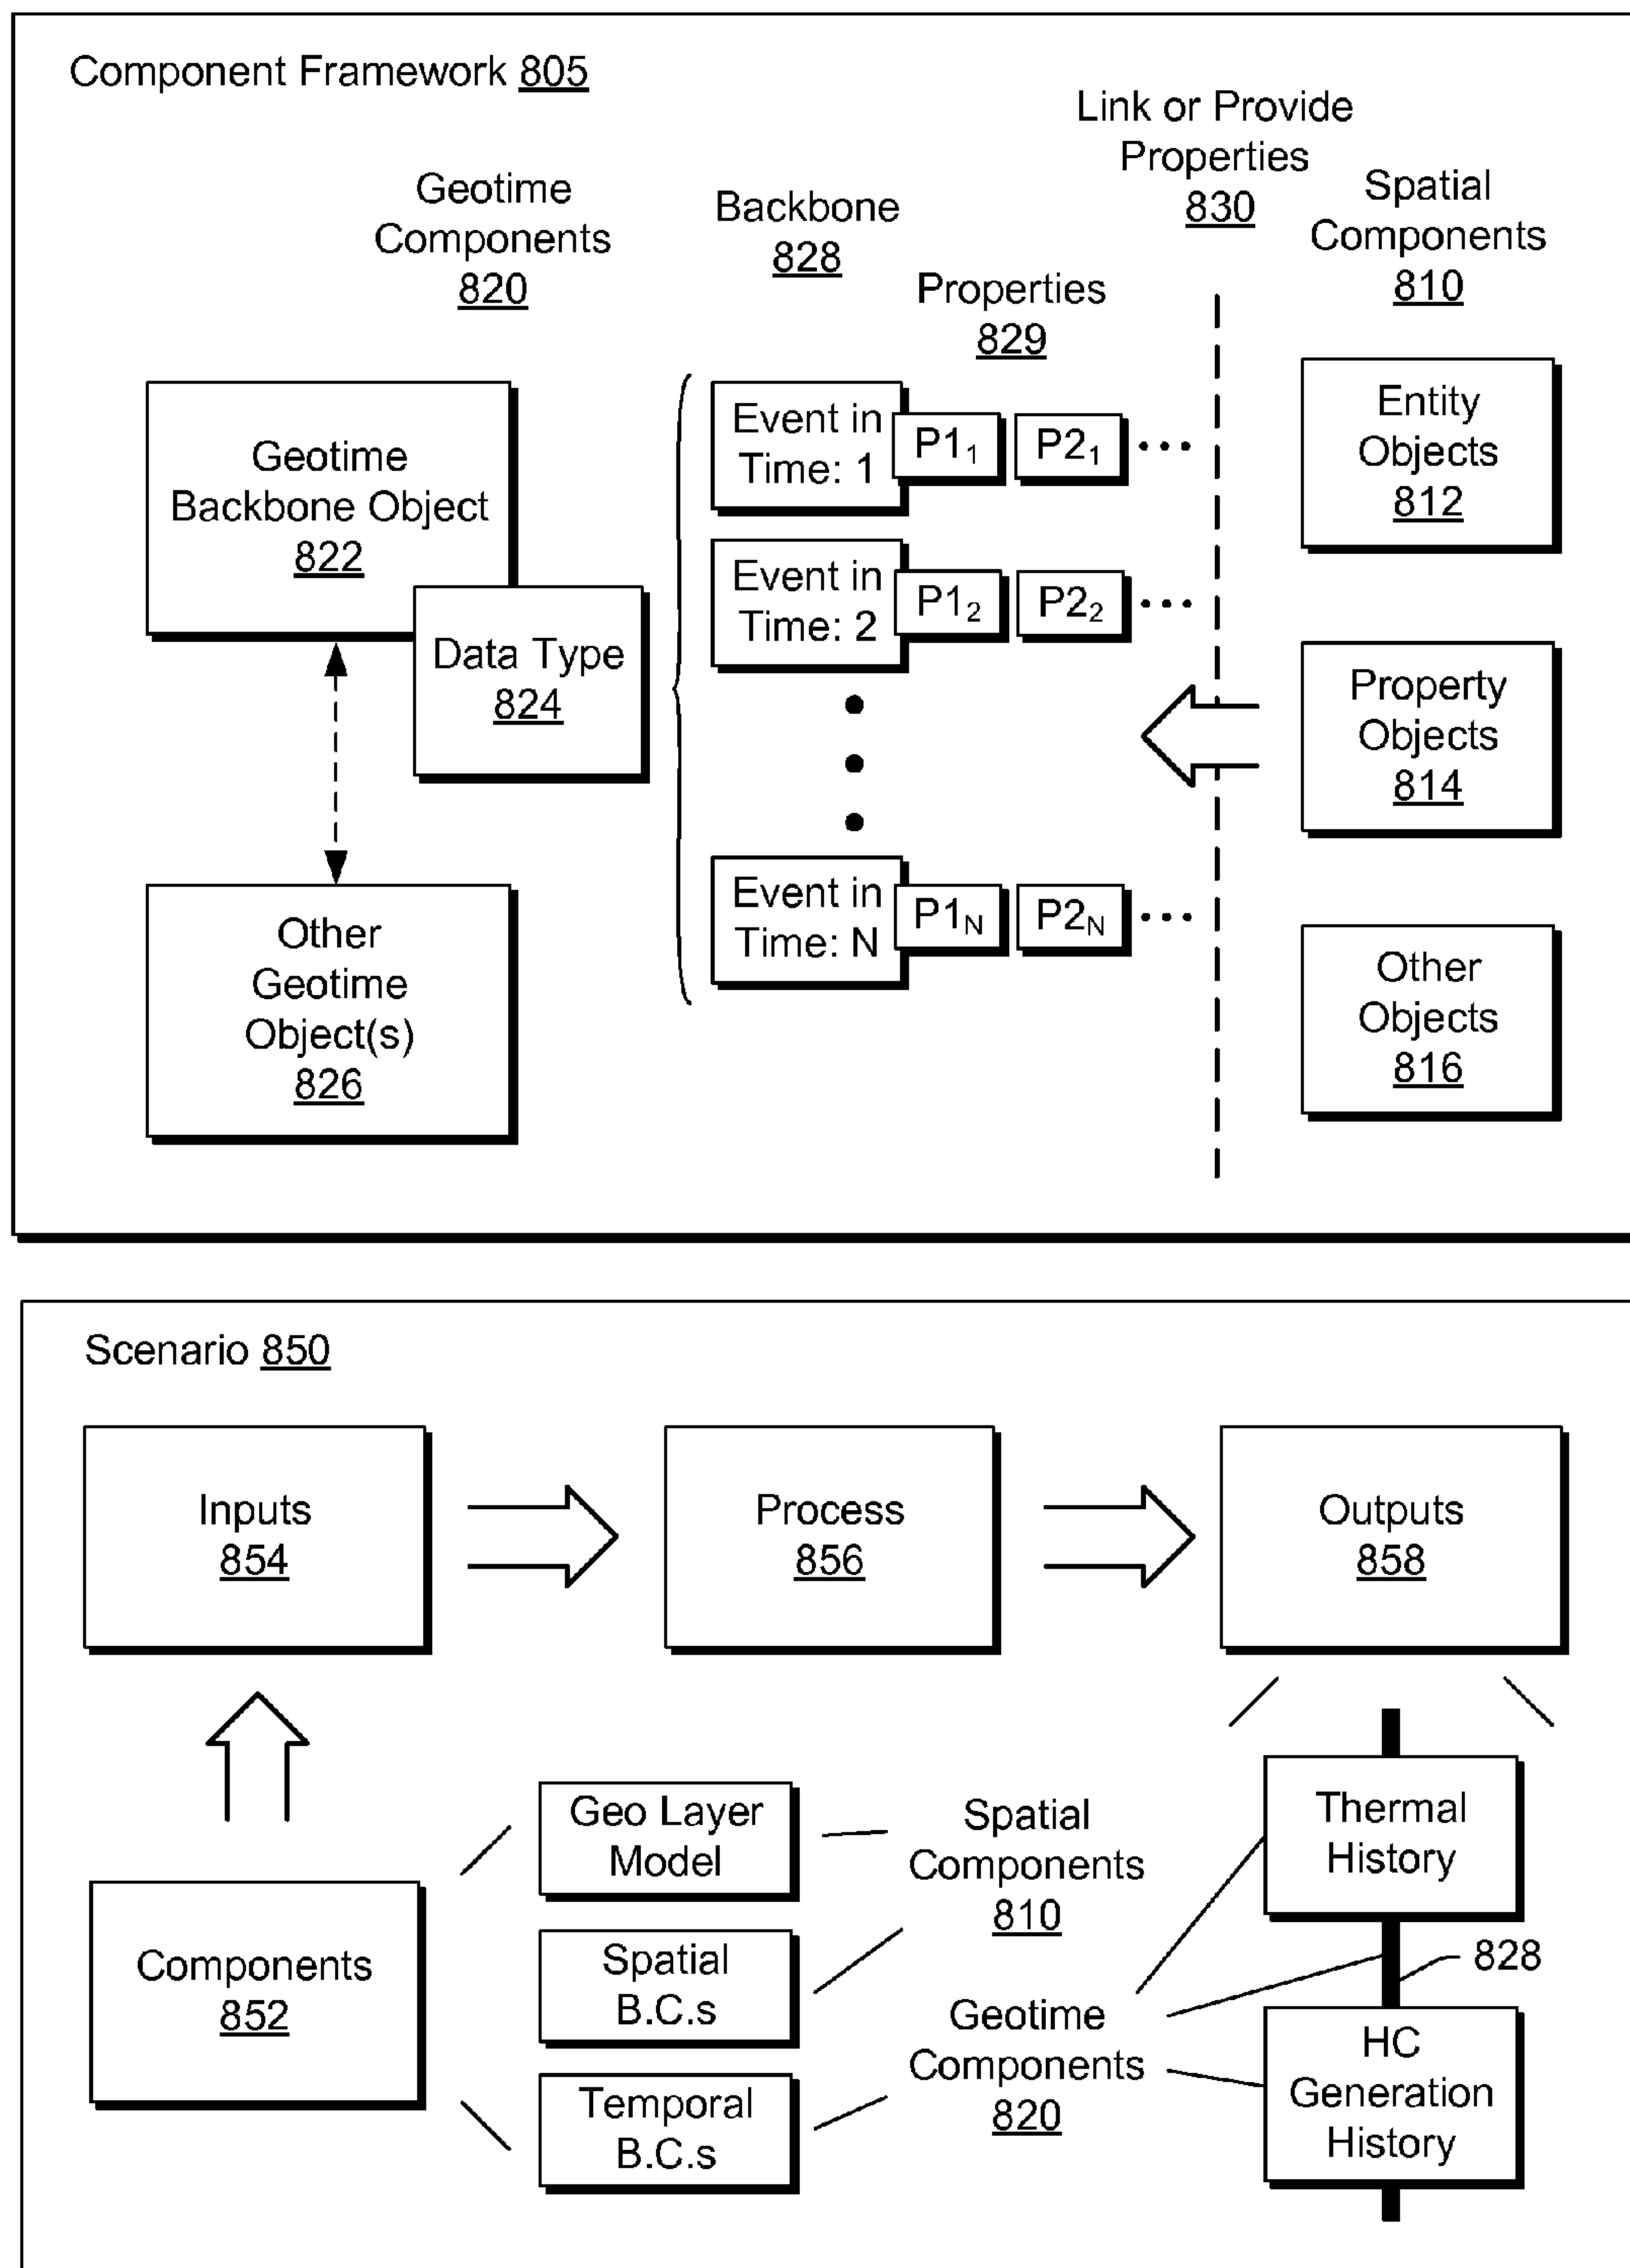 Component Framework 805
Link or Provide
Properties
830
Geotime
Components
820
Backbone
828
Properties
829
Spatial
Components
810
Geotime
Backbone Object
822
Data Type
824
Other
Geotime
Object(s)
826
Event in
Time: 1
P1₁ P2₁ •••
Event in
Time: 2
P1₂ P2₂ •••
Event in
Time: N
P1N P2N •••
Entity
Objects
812
Property
Objects
814
Other
Objects
816
Scenario 850
Inputs
854
Process
856
Outputs
858
Components
852
Geo Layer
Model
Spatial
B.C.s
Temporal
B.C.s
Spatial
Components
810
Geotime
Components
820
Thermal
History
828
HC
Generation
History